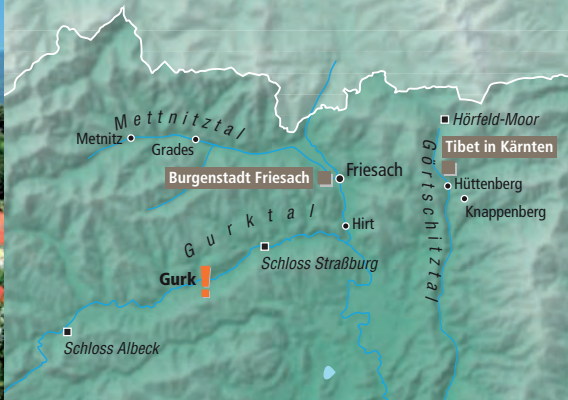 Mettnitztal
Hörfeld-Moor
Metnitz
Grades
Tibet in Kärnten
Görtschitztal
Burgenstadt Friesach
Friesach
Hüttenberg
Knappenberg
Gurktal
Hirt
Schloss Straßburg
Gurk !
Schloss Albeck